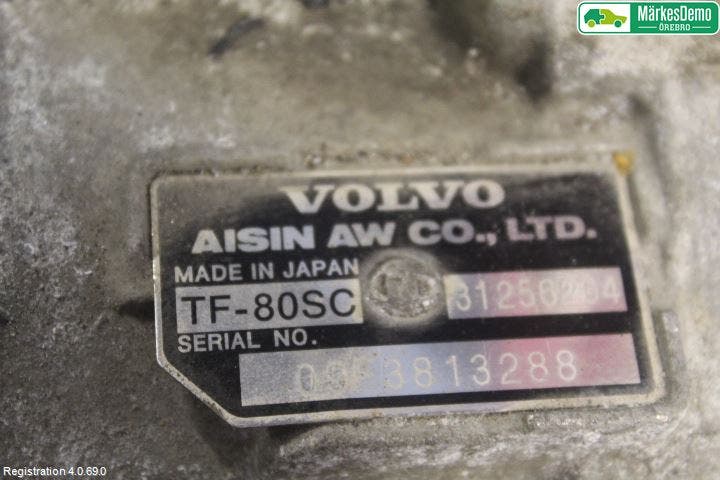 MärkesDemo
ÖREBRO
VOLVO
AISIN AW CO., LTD.
MADE IN JAPAN
TF-80SC 31256204
SERIAL NO.
Registration 4.0.69.0